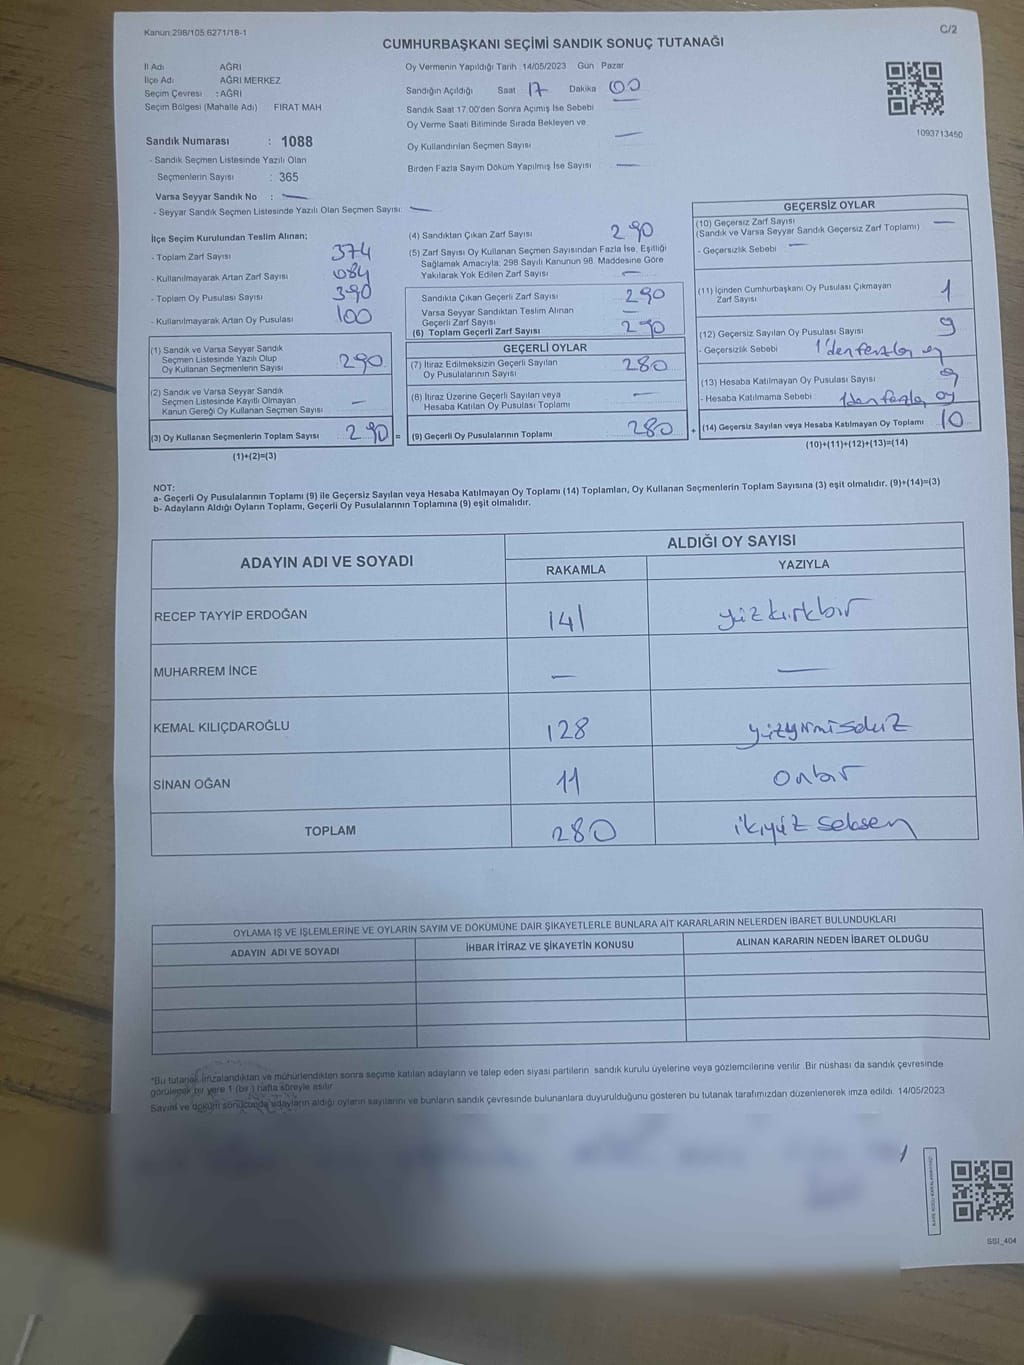 Kanun:298/105.6271/18-1
C/2
CUMHURBAŞKANI SEÇİMİ SANDIK SONUÇ TUTANAĞI
İl Adı AĞRI
İlçe Adı AĞRI MERKEZ
Seçim Çevresi : AĞRI
Seçim Bölgesi (Mahalle Adı) FIRAT MAH
Sandık Numarası : 1088
- Sandık Seçmen Listesinde Yazılı Olan
Seçmenlerin Sayısı : 365
Varsa Seyyar Sandık No : —
- Seyyar Sandık Seçmen Listesinde Yazılı Olan Seçmen Sayısı: —
Oy Vermenin Yapıldığı Tarih :14/05/2023 Gün : Pazar
Sandığın Açıldığı Saat 17 Dakika 00
Sandık Saat 17.00'den Sonra Açımış İse Sebebi
Oy Verme Saati Bitiminde Sırada Bekleyen ve
Oy Kullandırılan Seçmen Sayısı —
Birden Fazla Sayım Döküm Yapılmış İse Sayısı —
1093713450
İlçe Seçim Kurulundan Teslim Alınan;
- Toplam Zarf Sayısı 374
- Kullanılmayarak Artan Zarf Sayısı 084
- Toplam Oy Pusulası Sayısı 390
- Kullanılmayarak Artan Oy Pusulası 100
(1) Sandık ve Varsa Seyyar Sandık
Seçmen Listesinde Yazılı Olup
Oy Kullanan Seçmenlerin Sayısı 290
(2) Sandık ve Varsa Seyyar Sandık
Seçmen Listesinde Kayıtlı Olmayan
Kanun Gereği Oy Kullanan Seçmen Sayısı —
(3) Oy Kullanan Seçmenlerin Toplam Sayısı 290 =
(1)+(2)=(3)
(4) Sandıktan Çıkan Zarf Sayısı 290
(5) Zarf Sayısı Oy Kullanan Seçmen Sayısından Fazla İse, Eşitliği
Sağlamak Amacıyla; 298 Sayılı Kanunun 98. Maddesine Göre
Yakılarak Yok Edilen Zarf Sayısı —
Sandıkta Çıkan Geçerli Zarf Sayısı 290
Varsa Seyyar Sandıktan Teslim Alınan
Geçerli Zarf Sayısı —
(6) Toplam Geçerli Zarf Sayısı 290
GEÇERLİ OYLAR
(7) İtiraz Edilmeksizin Geçerli Sayılan
Oy Pusulalarının Sayısı 280
(8) İtiraz Üzerine Geçerli Sayılan veya
Hesaba Katılan Oy Pusulası Toplamı —
(9) Geçerli Oy Pusulalarının Toplamı 280 +
GEÇERSİZ OYLAR
(10) Geçersiz Zarf Sayısı —
(Sandık ve Varsa Seyyar Sandık Geçersiz Zarf Toplamı)
- Geçersizlik Sebebi —
(11) İçinden Cumhurbaşkanı Oy Pusulası Çıkmayan
Zarf Sayısı 1
(12) Geçersiz Sayılan Oy Pusulası Sayısı 9
- Geçersizlik Sebebi 1'den fazla oy
(13) Hesaba Katılmayan Oy Pusulası Sayısı 9
- Hesaba Katılmama Sebebi 1den fazla oy
(14) Geçersiz Sayılan veya Hesaba Katılmayan Oy Toplamı 10
(10)+(11)+(12)+(13)=(14)
NOT:
a- Geçerli Oy Pusulalarının Toplamı (9) ile Geçersiz Sayılan veya Hesaba Katılmayan Oy Toplamı (14) Toplamları, Oy Kullanan Seçmenlerin Toplam Sayısına (3) eşit olmalıdır. (9)+(14)=(3)
b- Adayların Aldığı Oyların Toplamı, Geçerli Oy Pusulalarının Toplamına (9) eşit olmalıdır.
ADAYIN ADI VE SOYADI ALDIĞI OY SAYISI
RAKAMLA YAZIYLA
RECEP TAYYİP ERDOĞAN 141 yüzkırkbir
MUHARREM İNCE — —
KEMAL KILIÇDAROĞLU 128 yüzyirmisekiz
SİNAN OĞAN 11 onbir
TOPLAM 280 ikiyüz seksen
OYLAMA İŞ VE İŞLEMLERİNE VE OYLARIN SAYIM VE DÖKÜMÜNE DAİR ŞİKAYETLERLE BUNLARA AİT KARARLARIN NELERDEN İBARET BULUNDUKLARI
ADAYIN ADI VE SOYADI İHBAR İTİRAZ VE ŞİKAYETİN KONUSU ALINAN KARARIN NEDEN İBARET OLDUĞU
*Bu tutanak imzalandıktan ve mühürlendikten sonra seçime katılan adayların ve talep eden siyasi partilerin sandık kurulu üyelerine veya gözlemcilerine verilir. Bir nüshası da sandık çevresinde
görülecek bir yere 1 (bir) hafta süreyle asılır.
Sayım ve döküm sonucunda adayların aldığı oyların sayılarını ve bunların sandık çevresinde bulunanlara duyurulduğunu gösteren bu tutanak tarafımızdan düzenlenerek imza edildi. 14/05/2023
SSI_404